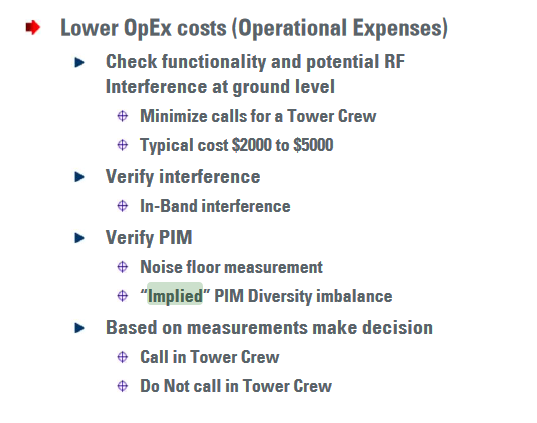 Lower OpEx costs (Operational Expenses)
Check functionality and potential RF
Interference at ground level
Minimize calls for a Tower Crew
Typical cost $2000 to $5000
Verify interference
In-Band interference
Verify PIM
Noise floor measurement
“Implied” PIM Diversity imbalance
Based on measurements make decision
Call in Tower Crew
Do Not call in Tower Crew